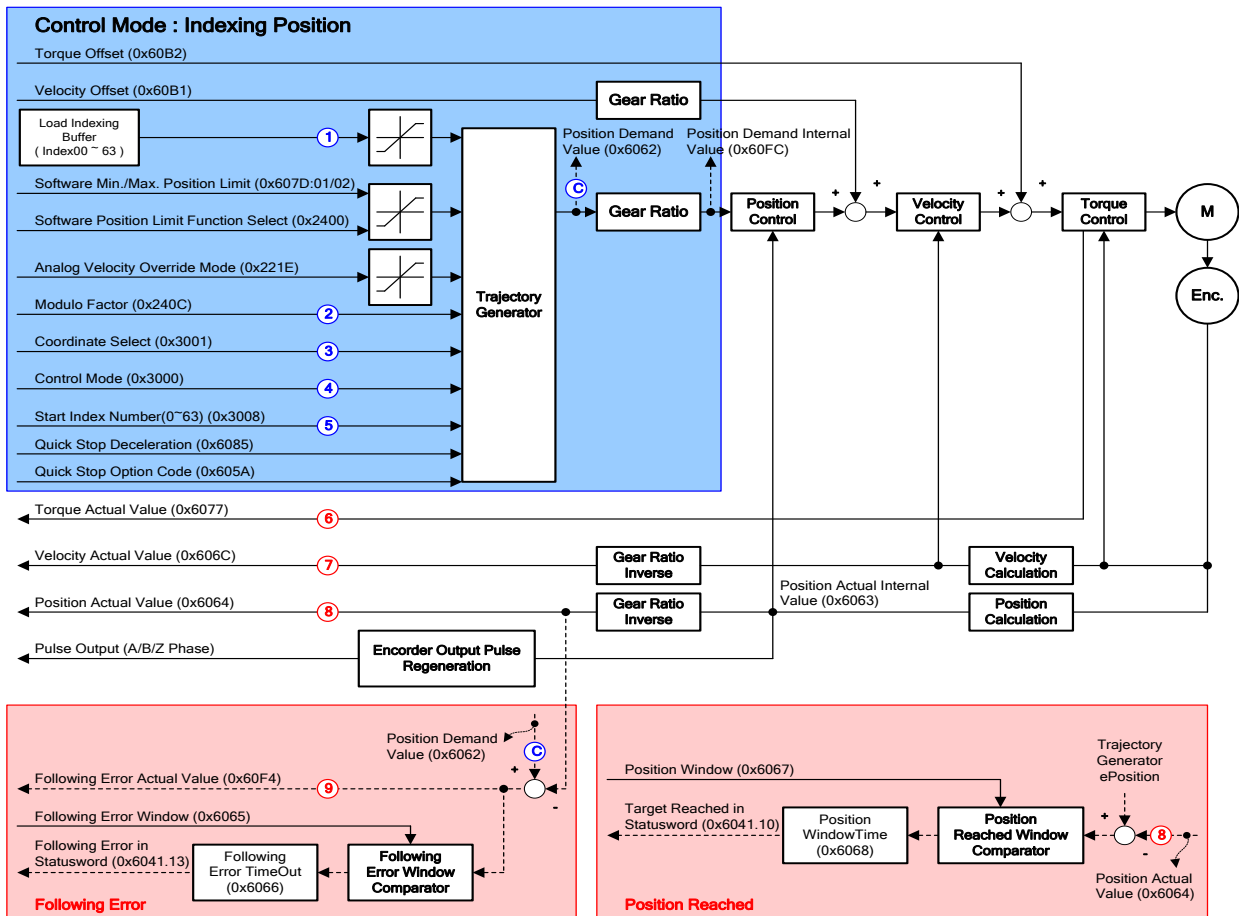 Control Mode : Indexing Position
Torque Offset (0x60B2)
Velocity Offset (0x60B1)
Gear Ratio
Load Indexing
Buffer
( Index00 ~ 63 )
1
Position Demand
Value (0x6062)
Position Demand Internal
Value (0x60FC)
Software Min./Max. Position Limit (0x607D:01/02)
C
+
+
+
+
Gear Ratio
Position
Control
Velocity
Control
Torque
Control
M
Software Position Limit Function Select (0x2400)
Analog Velocity Override Mode (0x221E)
Trajectory
Generator
Enc.
Modulo Factor (0x240C)
2
Coordinate Select (0x3001)
3
Control Mode (0x3000)
4
Start Index Number(0~63) (0x3008)
5
Quick Stop Deceleration (0x6085)
Quick Stop Option Code (0x605A)
Torque Actual Value (0x6077)
6
Velocity Actual Value (0x606C)
7
Gear Ratio
Inverse
Velocity
Calculation
Position Actual Value (0x6064)
8
Gear Ratio
Inverse
Position Actual Internal
Value (0x6063)
Position
Calculation
Pulse Output (A/B/Z Phase)
Encorder Output Pulse
Regeneration
Position Demand
Value (0x6062)
C
+
-
Following Error Actual Value (0x60F4)
9
Following Error Window (0x6065)
Following Error in
Statusword (0x6041.13)
Following
Error TimeOut
(0x6066)
Following
Error Window
Comparator
Following Error
Trajectory
Generator
ePosition
Position Window (0x6067)
Target Reached in
Statusword (0x6041.10)
Position
WindowTime
(0x6068)
Position
Reached Window
Comparator
+
-
8
Position Actual
Value (0x6064)
Position Reached